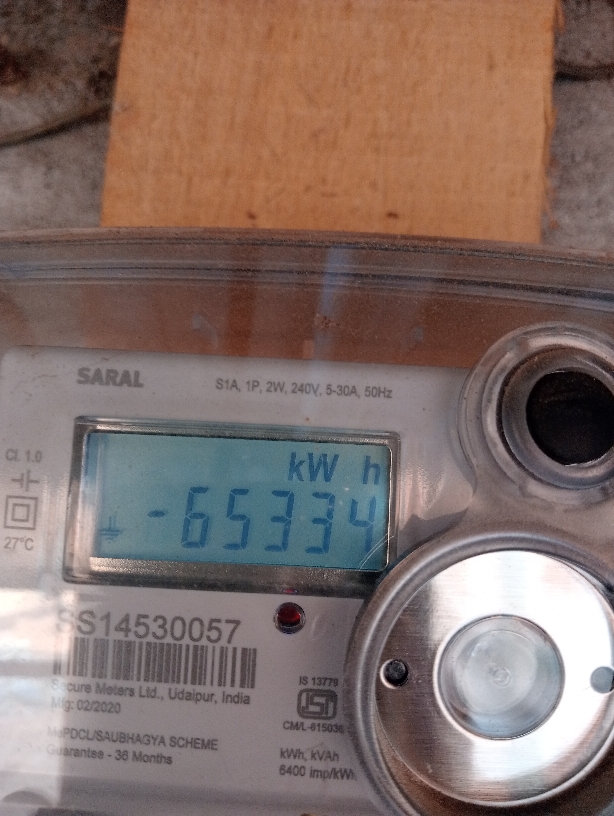 SARAL
S1A, 1P, 2W, 240V, 5-30A, 50Hz
Cl. 1.0
27°C
kW h
-65334
SS14530057
Secure Meters Ltd., Udaipur, India
Mfg: 02/2020
MePDCL/SAUBHAGYA SCHEME
Guarantee - 36 Months
IS 13779
ISI
CM/L-615036
kWh, kVAh
6400 imp/kWh